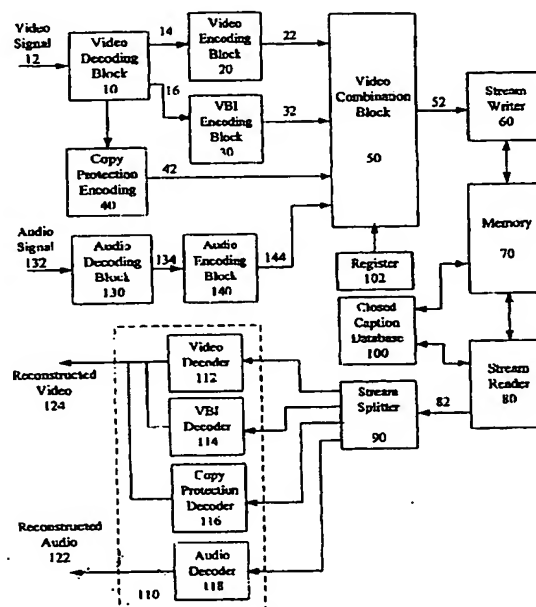 Video
Signal
12
Video
Decoding
Block
10
14
16
Video
Encoding
Block
20
22
VBI
Encoding
Block
30
32
Copy
Protection
Encoding
40
42
Video
Combination
Block
50
52
Stream
Writer
60
Memory
70
Audio
Signal
132
Audio
Decoding
Block
130
134
Audio
Encoding
Block
140
144
Register
102
Closed
Caption
Database
100
Stream
Reader
80
82
Stream
Splitter
90
Video
Decoder
112
VBI
Decoder
114
Copy
Protection
Decoder
116
Audio
Decoder
118
110
Reconstructed
Video
124
Reconstructed
Audio
122